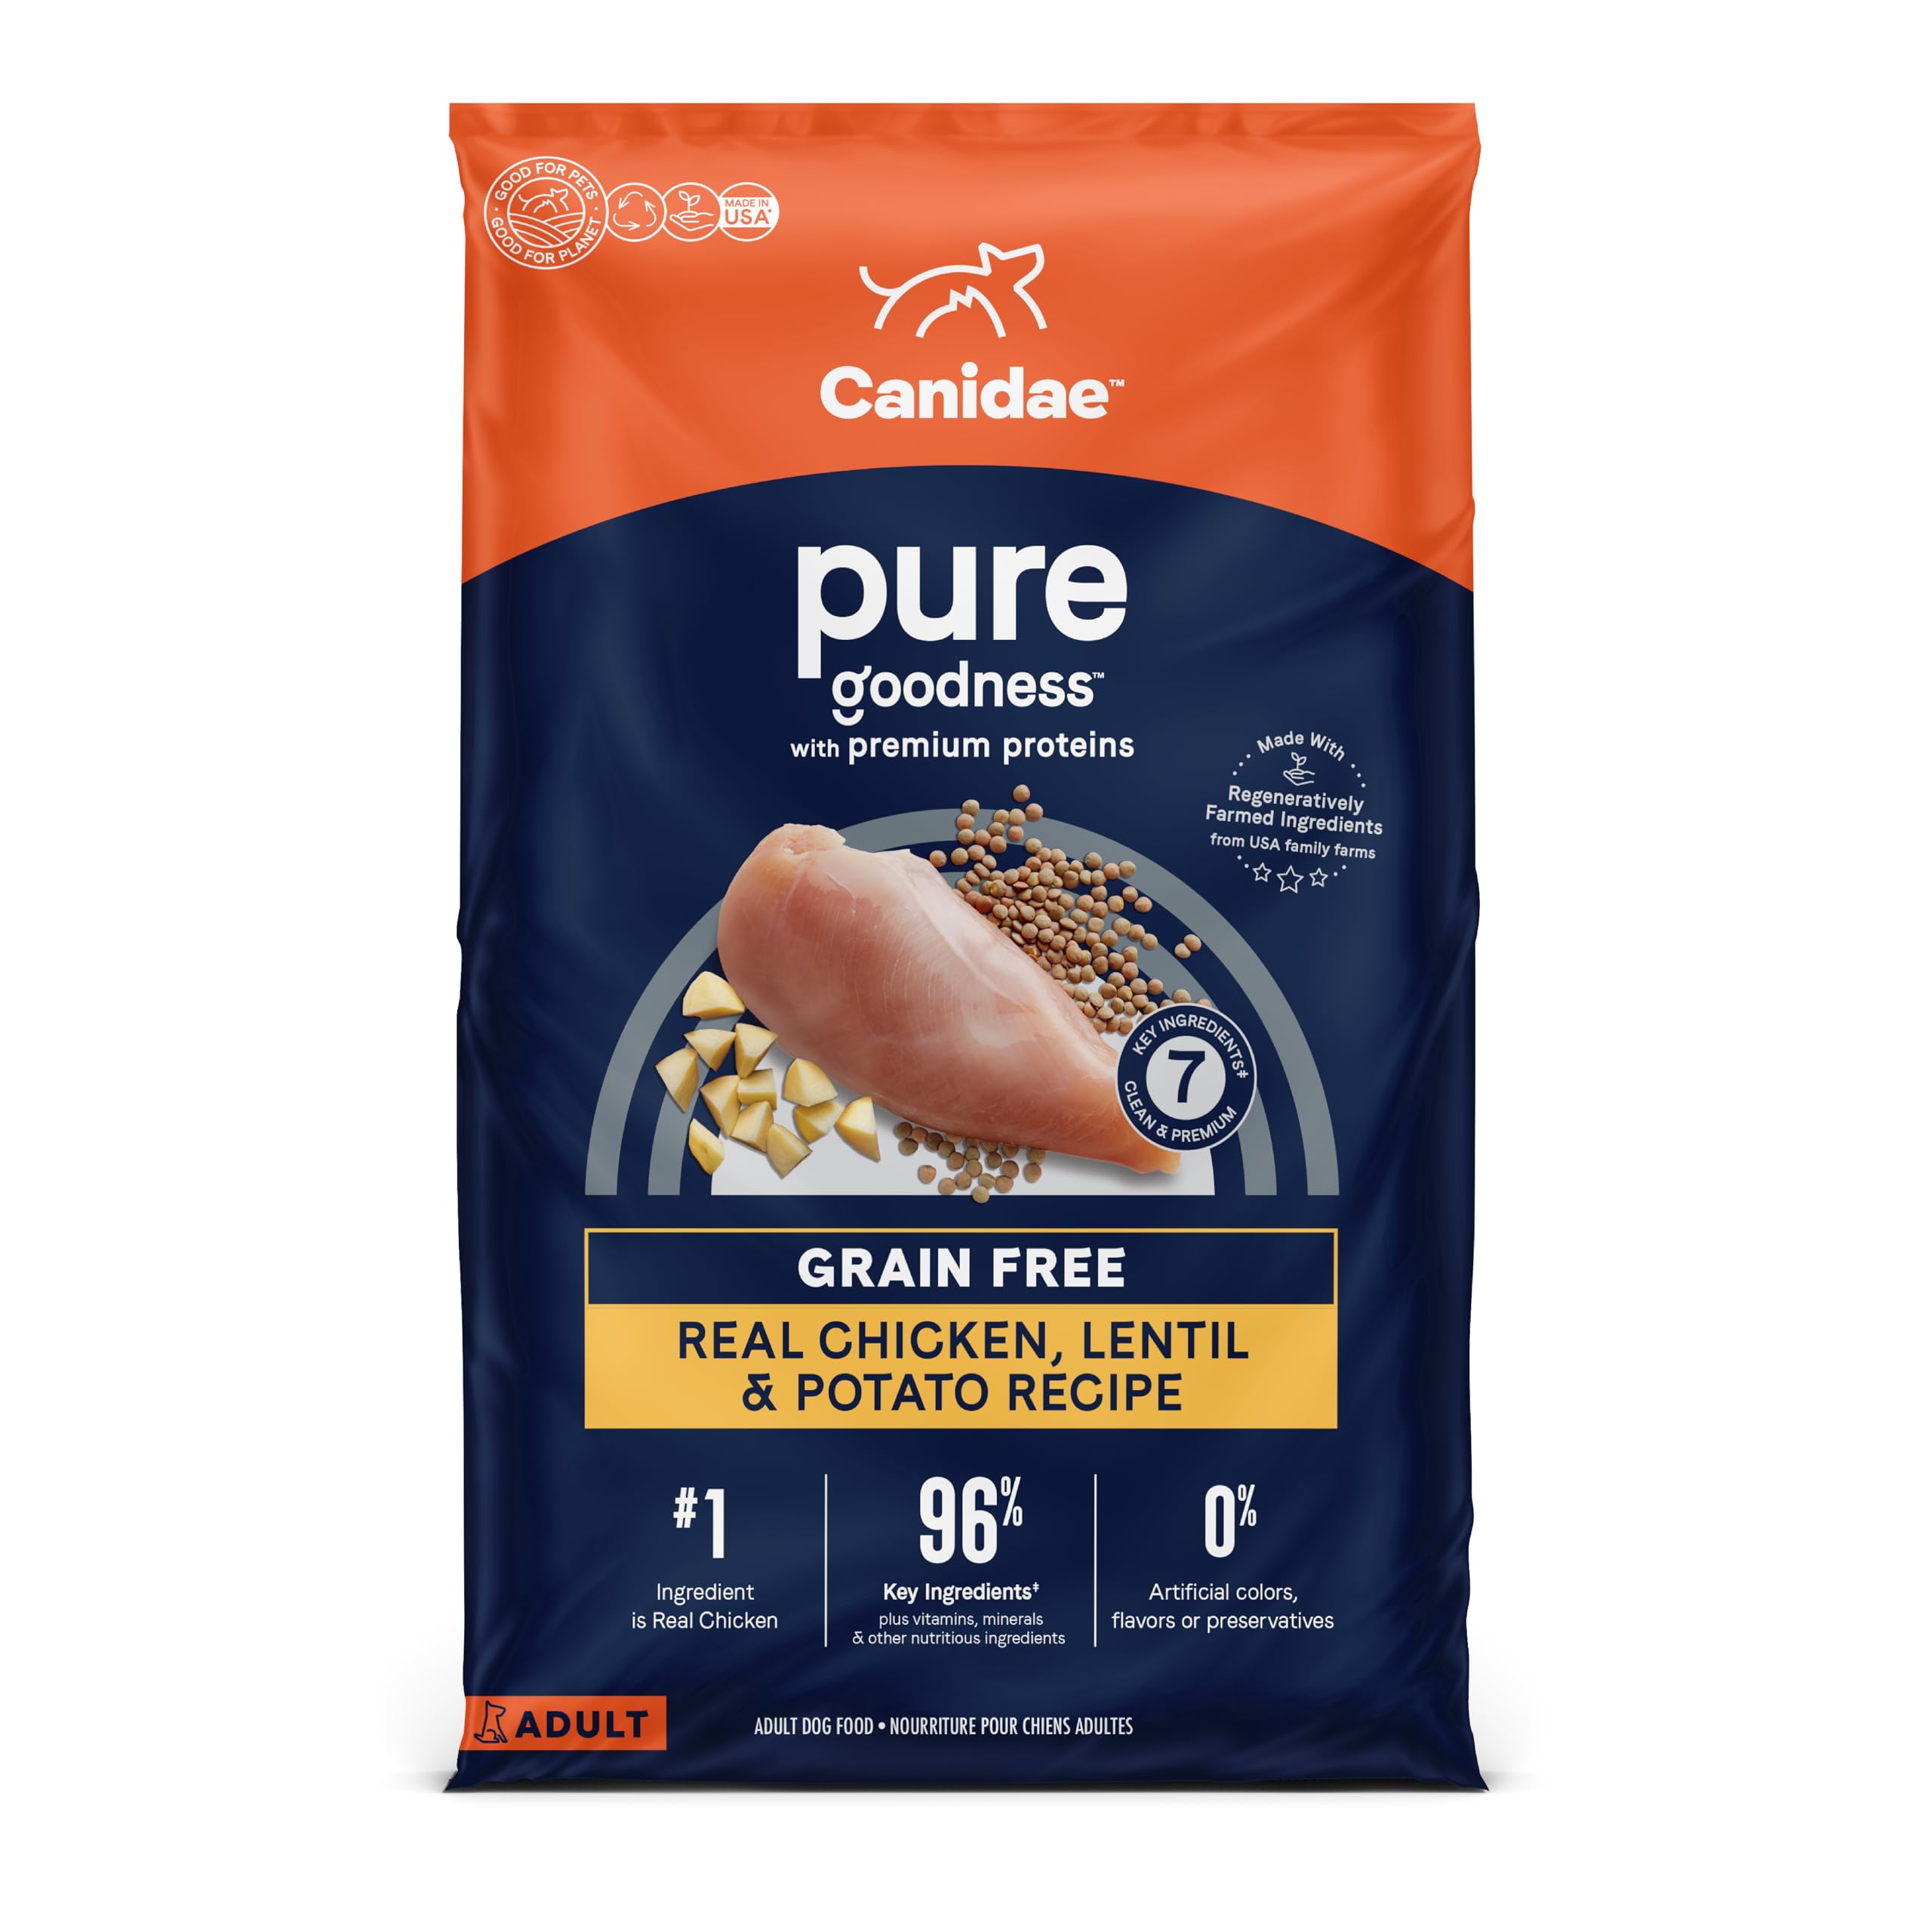 GOOD FOR PETS
GOOD FOR PLANET
MADE IN
USA*
Canidae™
pure
goodness™
with premium proteins
Made With
Regeneratively
Farmed Ingredients
from USA family farms
KEY INGREDIENTS‡
7
CLEAN & PREMIUM
GRAIN FREE
REAL CHICKEN, LENTIL
& POTATO RECIPE
#1
Ingredient
is Real Chicken
96%
Key Ingredients‡
plus vitamins, minerals
& other nutritious ingredients
0%
Artificial colors,
flavors or preservatives
ADULT
ADULT DOG FOOD • NOURRITURE POUR CHIENS ADULTES